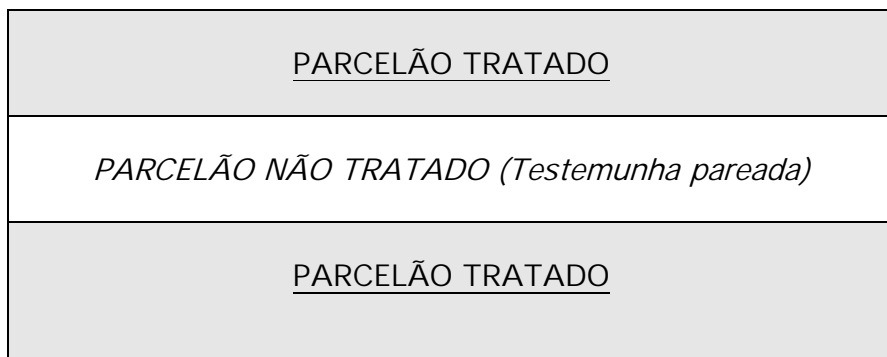 PARCELÃO TRATADO
PARCELÃO NÃO TRATADO (Testemunha pareada)
PARCELÃO TRATADO